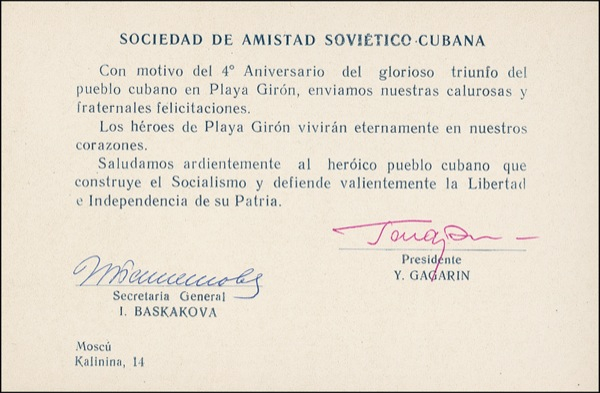 SOCIEDAD DE AMISTAD SOVIÉTICO-CUBANA
Con motivo del 4° Aniversario del glorioso triunfo del
pueblo cubano en Playa Girón, enviamos nuestras calurosas y
fraternales felicitaciones.
Los héroes de Playa Girón vivirán eternamente en nuestros
corazones.
Saludamos ardientemente al heróico pueblo cubano que
construye el Socialismo y defiende valientemente la Libertad
e Independencia de su Patria.
Presidente
Y. GAGARIN
Secretaria General
I. BASKAKOVA
Moscú
Kalinina, 14